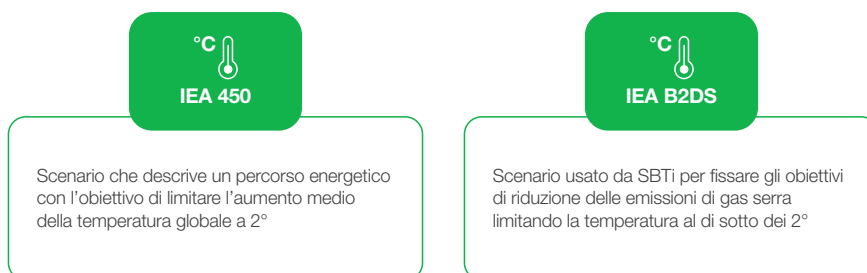 °C
IEA 450
Scenario che descrive un percorso energetico
con l'obiettivo di limitare l'aumento medio
della temperatura globale a 2°
°C
IEA B2DS
Scenario usato da SBTi per fissare gli obiettivi
di riduzione delle emissioni di gas serra
limitando la temperatura al di sotto dei 2°